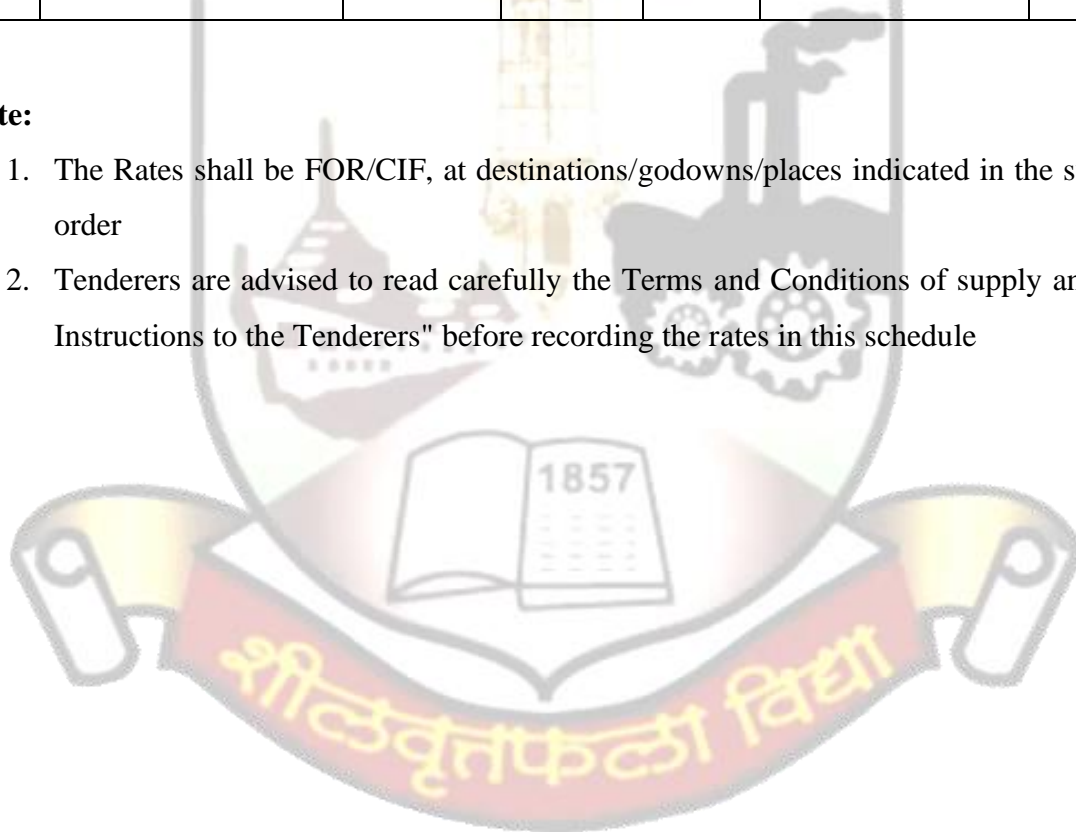 te:
1. The Rates shall be FOR/CIF, at destinations/godowns/places indicated in the s
order
2. Tenderers are advised to read carefully the Terms and Conditions of supply an
Instructions to the Tenderers" before recording the rates in this schedule
1857
शीलवृतफला विद्या